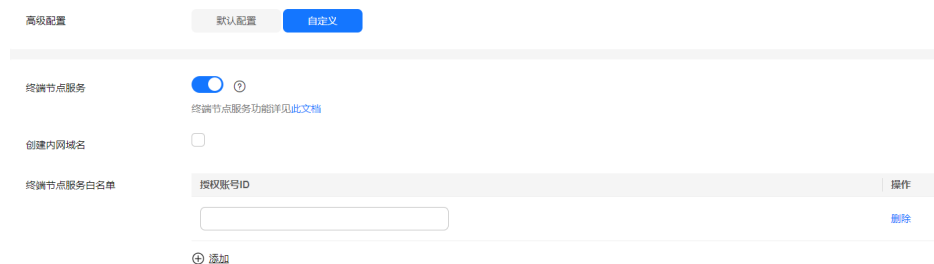 高级配置 默认配置 自定义
终端节点服务
终端节点服务功能详见此文档
创建内网域名
终端节点服务白名单 授权账号ID 操作
删除
添加